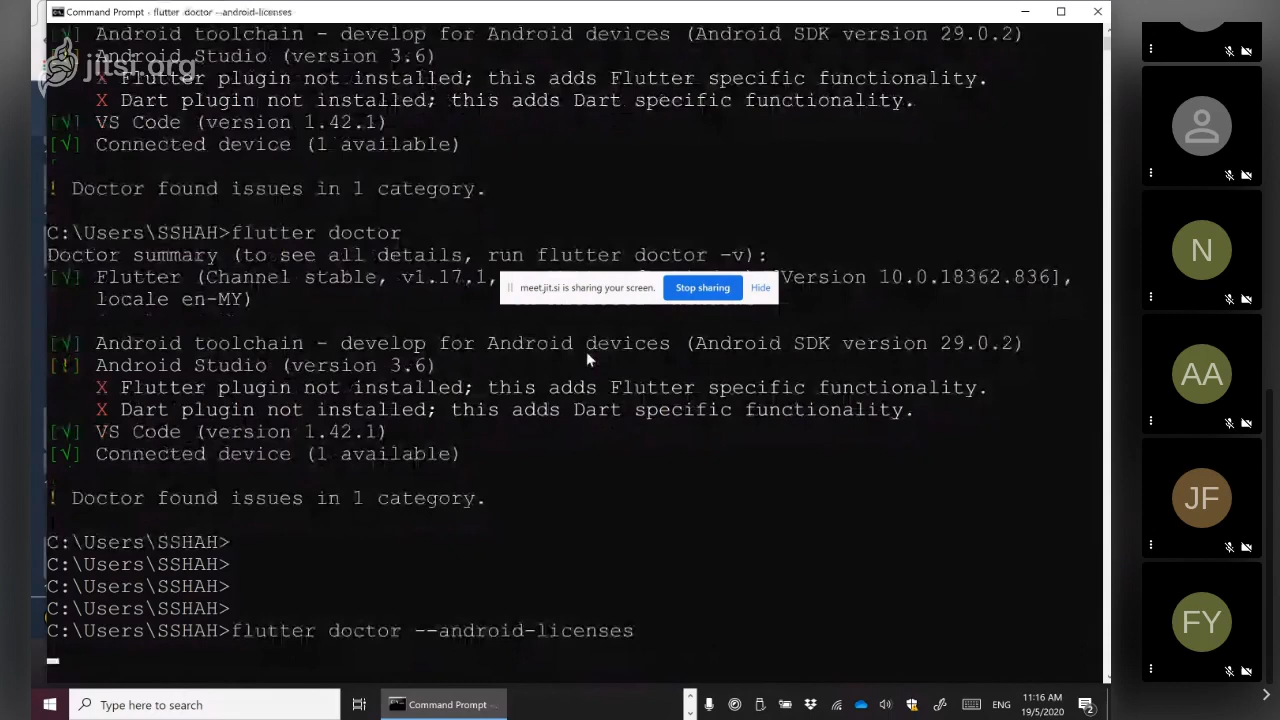 Command Prompt - flutter doctor --android-licenses
[√] Android toolchain - develop for Android devices (Android SDK version 29.0.2)
Android Studio (version 3.6)
jitsi.org
X Flutter plugin not installed; this adds Flutter specific functionality.
X Dart plugin not installed; this adds Dart specific functionality.
[√] VS Code (version 1.42.1)
[√] Connected device (1 available)
! Doctor found issues in 1 category.
C:\Users\SSHAH>flutter doctor
Doctor summary (to see all details, run flutter doctor -v):
[√] Flutter (Channel stable, v1.17.1, Version 10.0.18362.836],
locale en-MY)
meet.jit.si is sharing your screen. Stop sharing Hide
[√] Android toolchain - develop for Android devices (Android SDK version 29.0.2)
[!] Android Studio (version 3.6)
X Flutter plugin not installed; this adds Flutter specific functionality.
X Dart plugin not installed; this adds Dart specific functionality.
[√] VS Code (version 1.42.1)
[√] Connected device (1 available)
! Doctor found issues in 1 category.
C:\Users\SSHAH>
C:\Users\SSHAH>
C:\Users\SSHAH>
C:\Users\SSHAH>
C:\Users\SSHAH>flutter doctor --android-licenses
N
AA
JF
FY
Type here to search
Command Prompt -
ENG
11:16 AM
19/5/2020
2